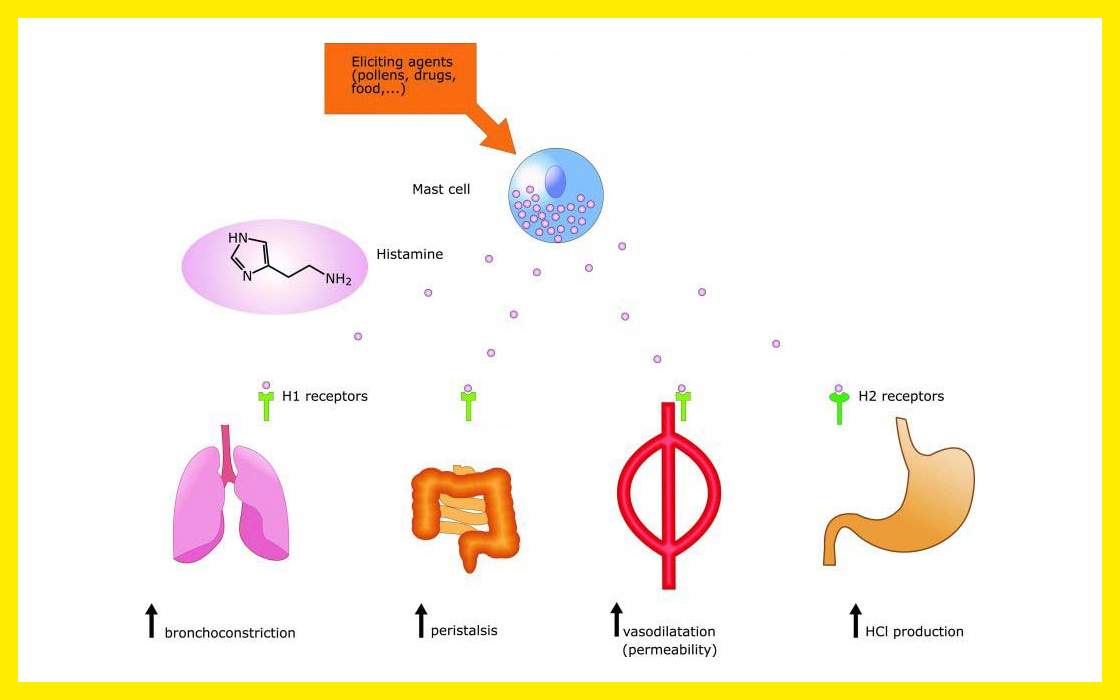 Eliciting agents
(pollens, drugs,
food,...)
Mast cell
Histamine
HN
N
NH₂
H1 receptors
H2 receptors
bronchoconstriction
peristalsis
vasodilatation
(permeability)
HCl production